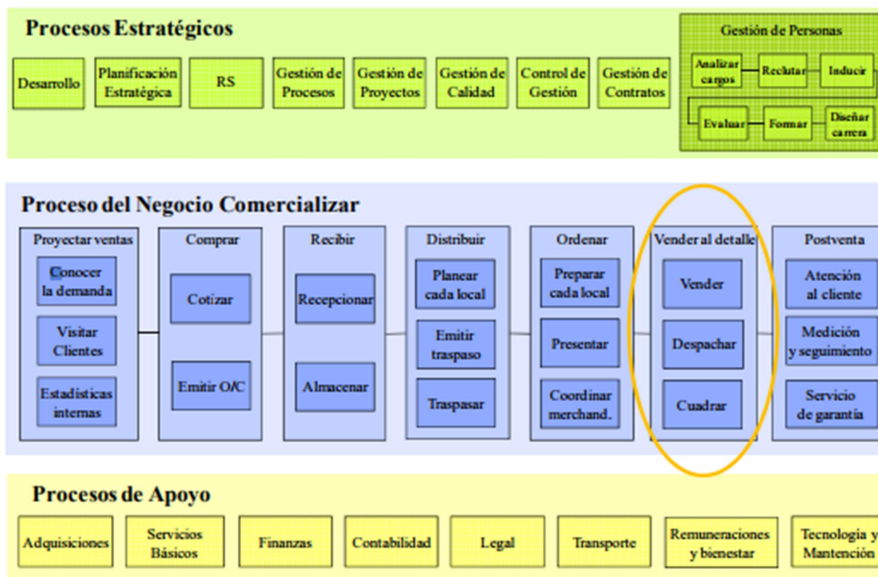 Procesos Estratégicos
Desarrollo
Planificación
Estratégica
RS
Gestión de
Procesos
Gestión de
Proyectos
Gestión de
Calidad
Control de
Gestión
Gestión de
Contratos
Gestión de Personas
Analizar
cargos
Reclutar
Inducir
Evaluar
Formar
Diseñar
carrera
Proceso del Negocio Comercializar
Proyectar ventas
Conocer
la demanda
Visitar
Clientes
Estadísticas
internas
Comprar
Cotizar
Emitir O/C
Recibir
Recepcionar
Almacenar
Distribuir
Planear
cada local
Emitir
traspaso
Traspasar
Ordenar
Preparar
cada local
Presentar
Coordinar
merchand.
Vender al detalle
Vender
Despachar
Cuadrar
Postventa
Atención
al cliente
Medición
y seguimiento
Servicio
de garantía
Procesos de Apoyo
Adquisiciones
Servicios
Básicos
Finanzas
Contabilidad
Legal
Transporte
Remuneraciones
y bienestar
Tecnología y
Mantención